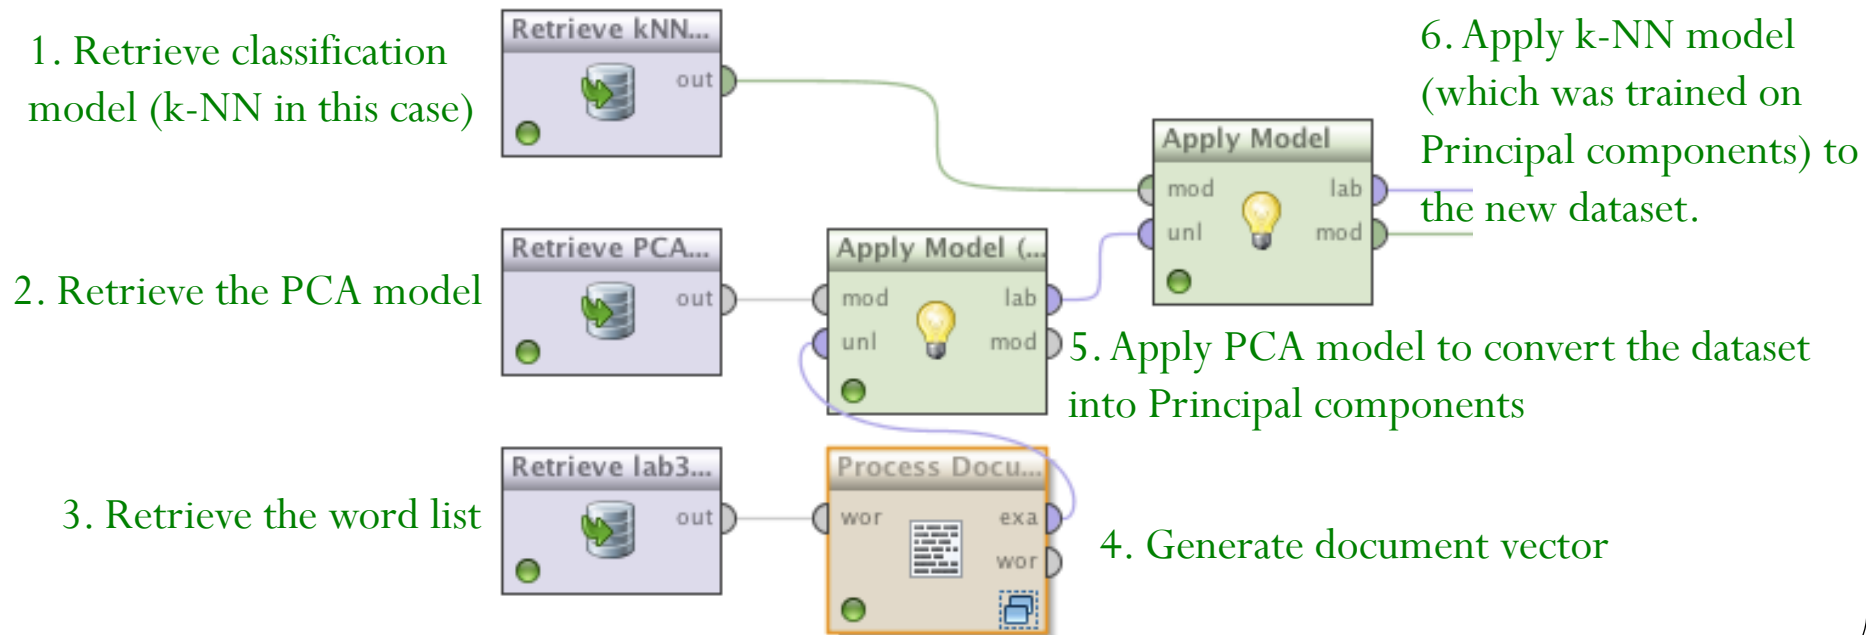 1. Retrieve classification
model (k-NN in this case)
Retrieve kNN...
out
6. Apply k-NN model
(which was trained on
Principal components) to
the new dataset.
Apply Model
mod
lab
unl
mod
2. Retrieve the PCA model
Retrieve PCA...
out
Apply Model (...
mod
lab
unl
mod
5. Apply PCA model to convert the dataset
into Principal components
3. Retrieve the word list
Retrieve lab3...
out
Process Docu...
wor
exa
wor
4. Generate document vector